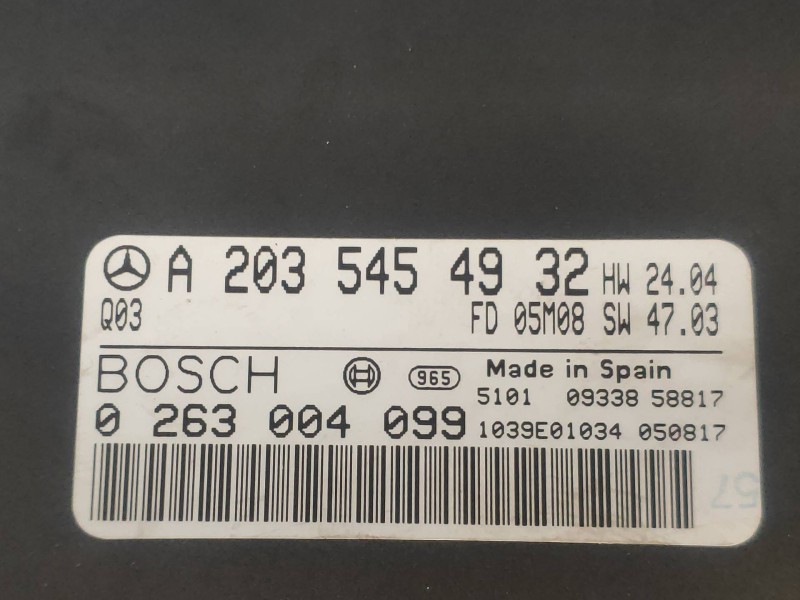 A 203 545 49 32 HW 24.04
Q03 FD 05M08 SW 47.03
BOSCH 965 Made in Spain
5101 09338 58817
0 263 004 099 1039E01034 050817
57